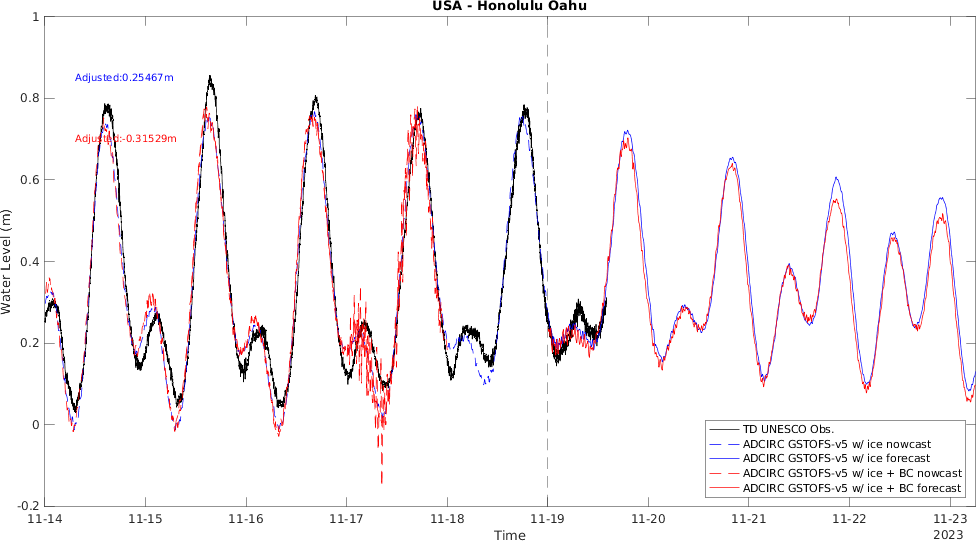 USA - Honolulu Oahu
1
0.8
0.6
0.4
0.2
0
-0.2
Water Level (m)
Adjusted:0.25467m
Adjusted:-0.31529m
TD UNESCO Obs.
ADCIRC GSTOFS-v5 w/ ice nowcast
ADCIRC GSTOFS-v5 w/ ice forecast
ADCIRC GSTOFS-v5 w/ ice + BC nowcast
ADCIRC GSTOFS-v5 w/ ice + BC forecast
11-14 11-15 11-16 11-17 11-18 11-19 11-20 11-21 11-22 11-23
Time
2023